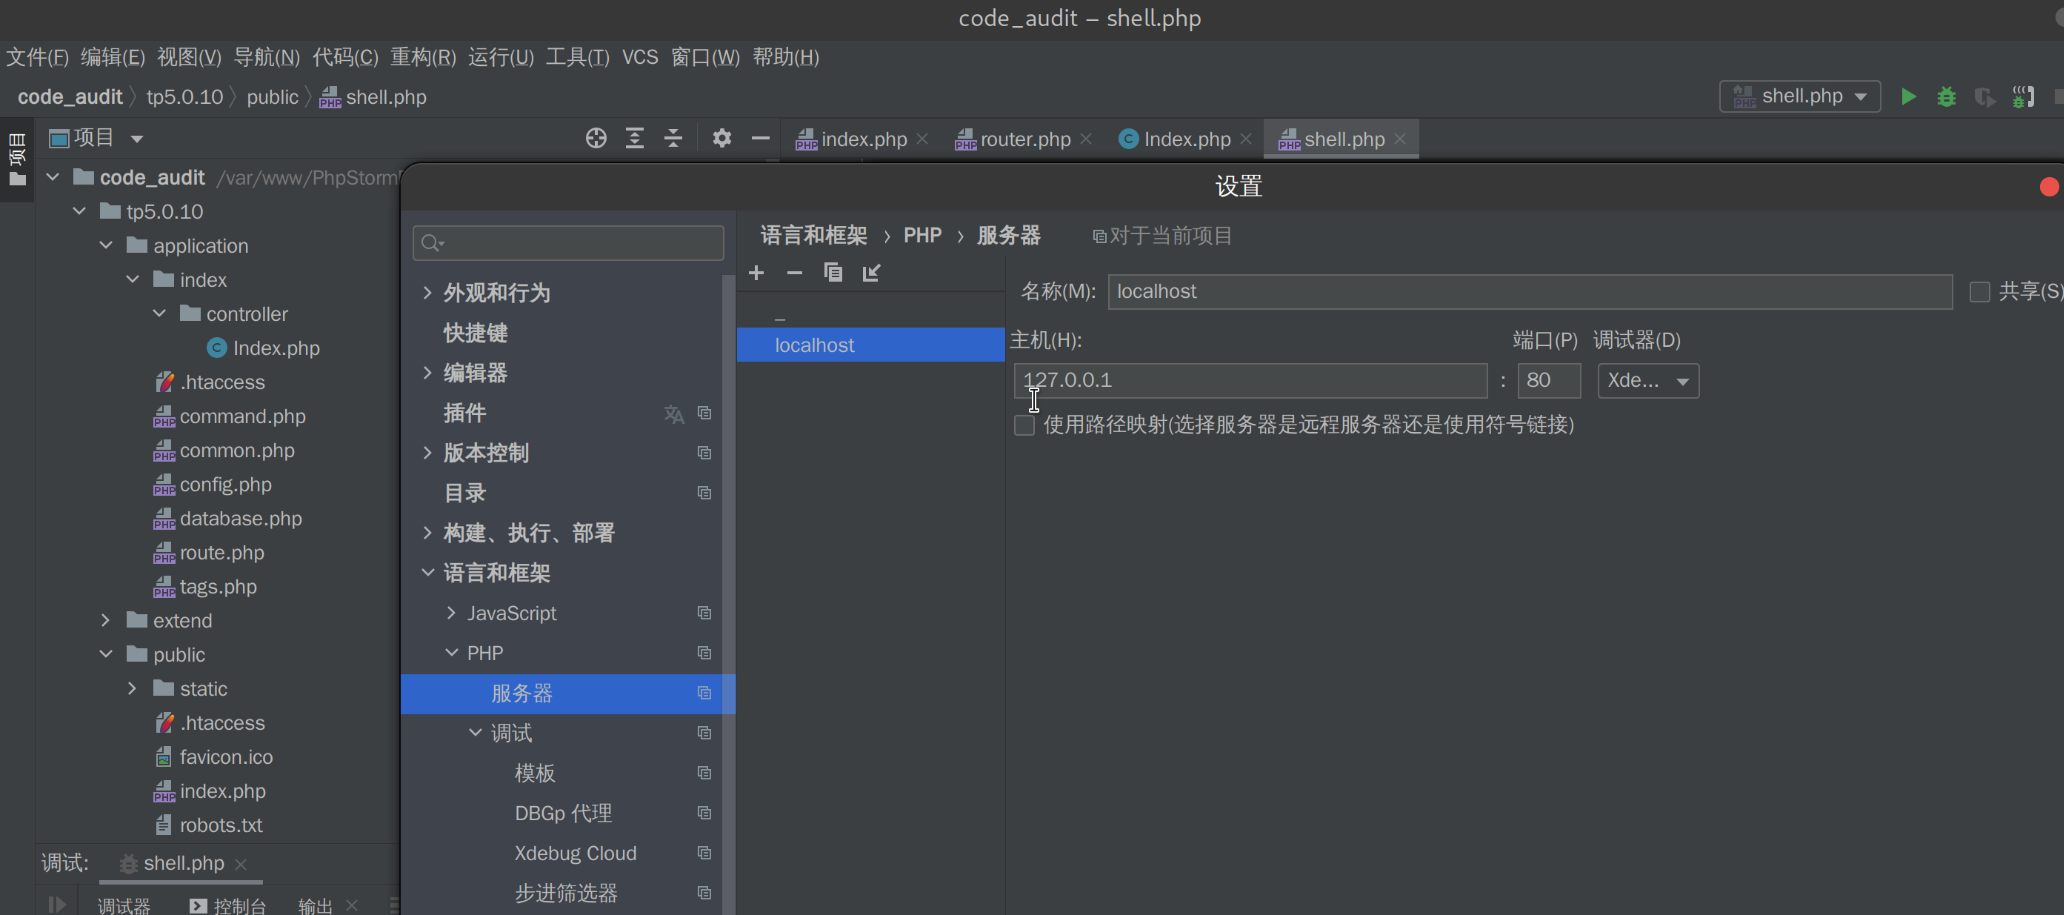 code_audit – shell.php
文件(F) 编辑(E) 视图(V) 导航(N) 代码(C) 重构(R) 运行(U) 工具(T) VCS 窗口(W) 帮助(H)
code_audit tp5.0.10 public shell.php
shell.php
项目
项目
index.php router.php Index.php shell.php
code_audit /var/www/PhpStorm
tp5.0.10
application
index
controller
Index.php
.htaccess
command.php
common.php
config.php
database.php
route.php
tags.php
extend
public
static
.htaccess
favicon.ico
index.php
robots.txt
调试: shell.php
调试器 控制台 输出
设置
外观和行为
快捷键
编辑器
插件
版本控制
目录
构建、执行、部署
语言和框架
JavaScript
PHP
服务器
调试
模板
DBGp 代理
Xdebug Cloud
步进筛选器
语言和框架 › PHP › 服务器 对于当前项目
localhost
名称(M): localhost 共享(S)
主机(H): 端口(P) 调试器(D)
127.0.0.1 : 80 Xde...
使用路径映射(选择服务器是远程服务器还是使用符号链接)